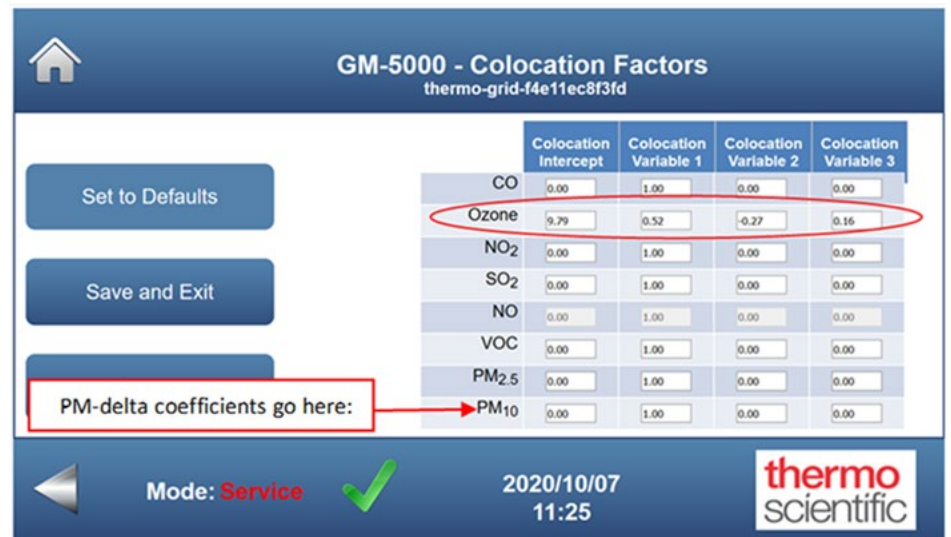 GM-5000 - Colocation Factors
thermo-grid-f4e11ec8f3fd
Colocation Intercept Colocation Variable 1 Colocation Variable 2 Colocation Variable 3
Set to Defaults
Save and Exit
CO 0.00 1.00 0.00 0.00
Ozone 9.79 0.52 -0.27 0.16
NO2 0.00 1.00 0.00 0.00
SO2 0.00 1.00 0.00 0.00
NO 0.00 1.00 0.00 0.00
VOC 0.00 1.00 0.00 0.00
PM2.5 0.00 1.00 0.00 0.00
PM-delta coefficients go here:
PM10 0.00 1.00 0.00 0.00
Mode: Service
2020/10/07
11:25
thermo
scientific